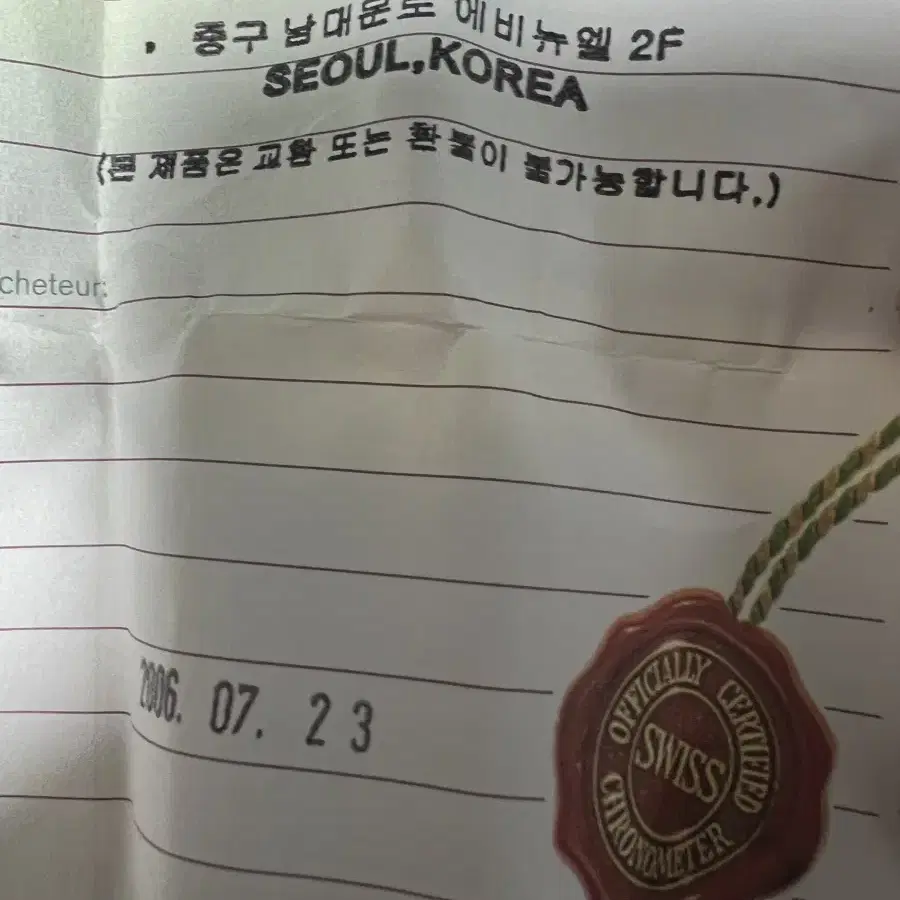 중구 남대문로 에비뉴엘 2F
SEOUL,KOREA
(본 제품은 교환 또는 환불이 불가능합니다.)
cheteur:
2006. 07. 23
OFFICIALLY CERTIFIED
SWISS
CHRONOMETER